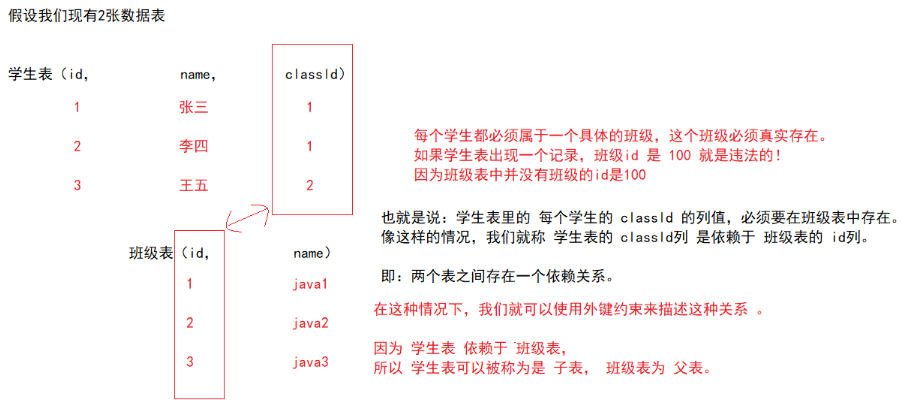 假设我们现有2张数据表
学生表（id， name， classld）
1 张三 1
2 李四 1
3 王五 2
每个学生都必须属于一个具体的班级，这个班级必须真实存在。
如果学生表出现一个记录，班级id 是 100 就是违法的！
因为班级表中并没有班级的id是100
也就是说：学生表里的 每个学生的 classld 的列值，必须要在班级表中存在。
像这样的情况，我们就称 学生表的 classld列 是依赖于 班级表的 id列。
即：两个表之间存在一个依赖关系。
班级表（id， name）
1 java1
2 java2
3 java3
在这种情况下，我们就可以使用外键约束来描述这种关系 。
因为 学生表 依赖于 班级表，
所以 学生表可以被称为是 子表， 班级表为 父表。